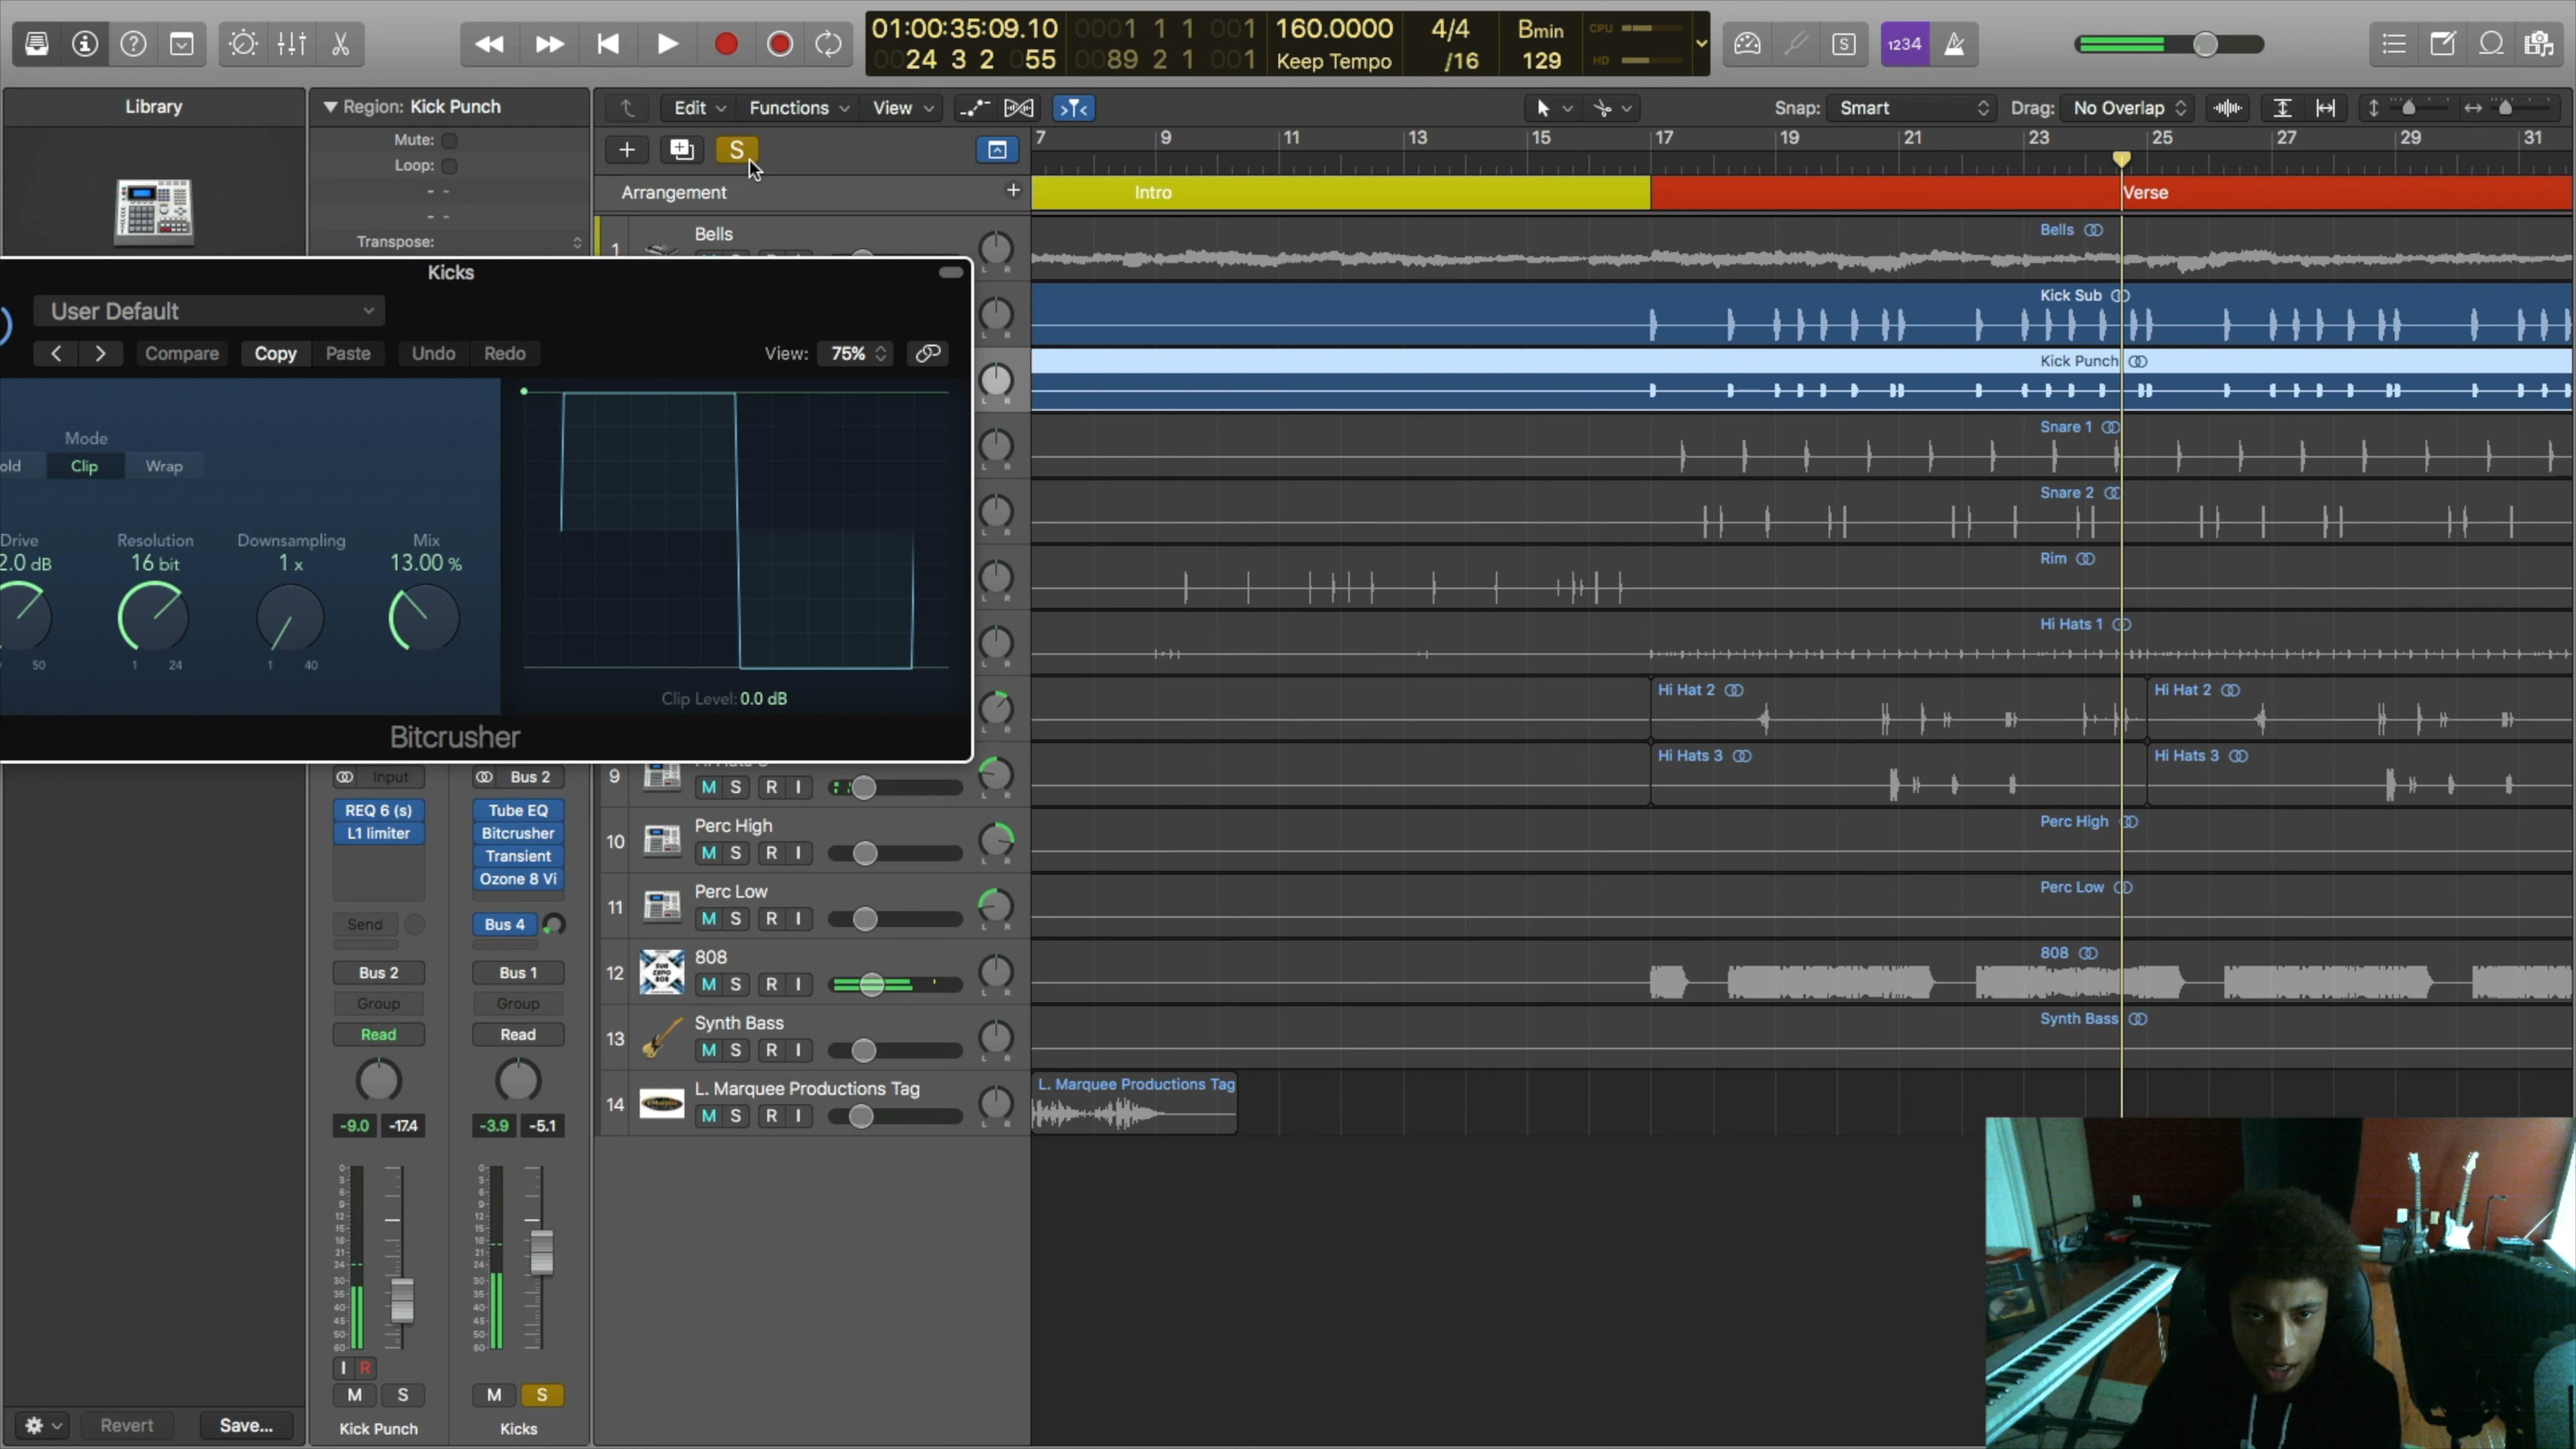 01:00:35:09.10
0024 3 2 055
0001 1 1 001
0089 2 1 001
160.0000
Keep Tempo
4/4
/16
Bmin
129
CPU
HD
S
1234
Library
Region: Kick Punch
Mute:
Loop:
Transpose:
Edit
Functions
View
Snap: Smart
Drag: No Overlap
S
7 9 11 13 15 17 19 21 23 25 27 29 31
Arrangement
Intro
Verse
1
Bells
Bells
Kicks
User Default
Compare
Copy
Paste
Undo
Redo
View: 75%
Mode
old
Clip
Wrap
Drive
2.0 dB
50
Resolution
16 bit
1 24
Downsampling
1 x
1 40
Mix
13.00 %
Clip Level: 0.0 dB
Bitcrusher
Kick Sub
Kick Punch
Snare 1
Snare 2
Rim
Hi Hats 1
Hi Hat 2
Hi Hat 2
Hi Hats 3
Hi Hats 3
9
M S R I
10
Perc High
M S R I
Perc High
11
Perc Low
M S R I
Perc Low
12
808
M S R I
808
13
Synth Bass
M S R I
Synth Bass
14
L. Marquee Productions Tag
M S R I
L. Marquee Productions Tag
Input
REQ 6 (s)
L1 limiter
Send
Bus 2
Group
Read
-9.0 -17.4
I R
M S
Kick Punch
Bus 2
Tube EQ
Bitcrusher
Transient
Ozone 8 Vi
Bus 4
Bus 1
Group
Read
-3.9 -5.1
M S
Kicks
Revert
Save...